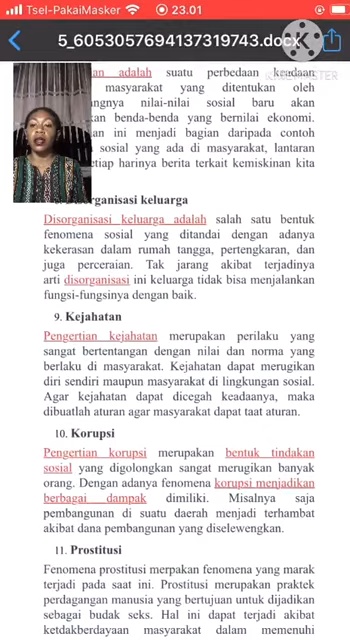 Tsel-PakaiMasker 23.01
5_6053057694137319743.docx
adalah suatu perbedaan keadaan
masyarakat yang ditentukan oleh
nilai-nilai sosial baru akan
benda-benda yang bernilai ekonomi.
ini menjadi bagian daripada contoh
sosial yang ada di masyarakat, lantaran
harinya berita terkait kemiskinan kita
keluarga
Disorganisasi keluarga adalah salah satu bentuk
fenomena sosial yang ditandai dengan adanya
kekerasan dalam rumah tangga, pertengkaran, dan
juga perceraian. Tak jarang akibat terjadinya
arti disorganisasi ini keluarga tidak bisa menjalankan
fungsi-fungsinya dengan baik.
9. Kejahatan
Pengertian kejahatan merupakan perilaku yang
sangat bertentangan dengan nilai dan norma yang
berlaku di masyarakat. Kejahatan dapat merugikan
diri sendiri maupun masyarakat di lingkungan sosial.
Agar kejahatan dapat dicegah keadaanya, maka
dibuatlah aturan agar masyarakat dapat taat aturan.
10. Korupsi
Pengertian korupsi merupakan bentuk tindakan
sosial yang digolongkan sangat merugikan banyak
orang. Dengan adanya fenomena korupsi menjadikan
berbagai dampak dimiliki. Misalnya saja
pembangunan di suatu daerah menjadi terhambat
akibat dana pembangunan yang diselewengkan.
11. Prostitusi
Fenomena prostitusi merpakan fenomena yang marak
terjadi pada saat ini. Prostitusi merupakan praktek
perdagangan manusia yang bertujuan untuk dijadikan
sebagai budak seks. Hal ini dapat terjadi akibat
ketdakberdayaan masyarakat dalam memenuhi